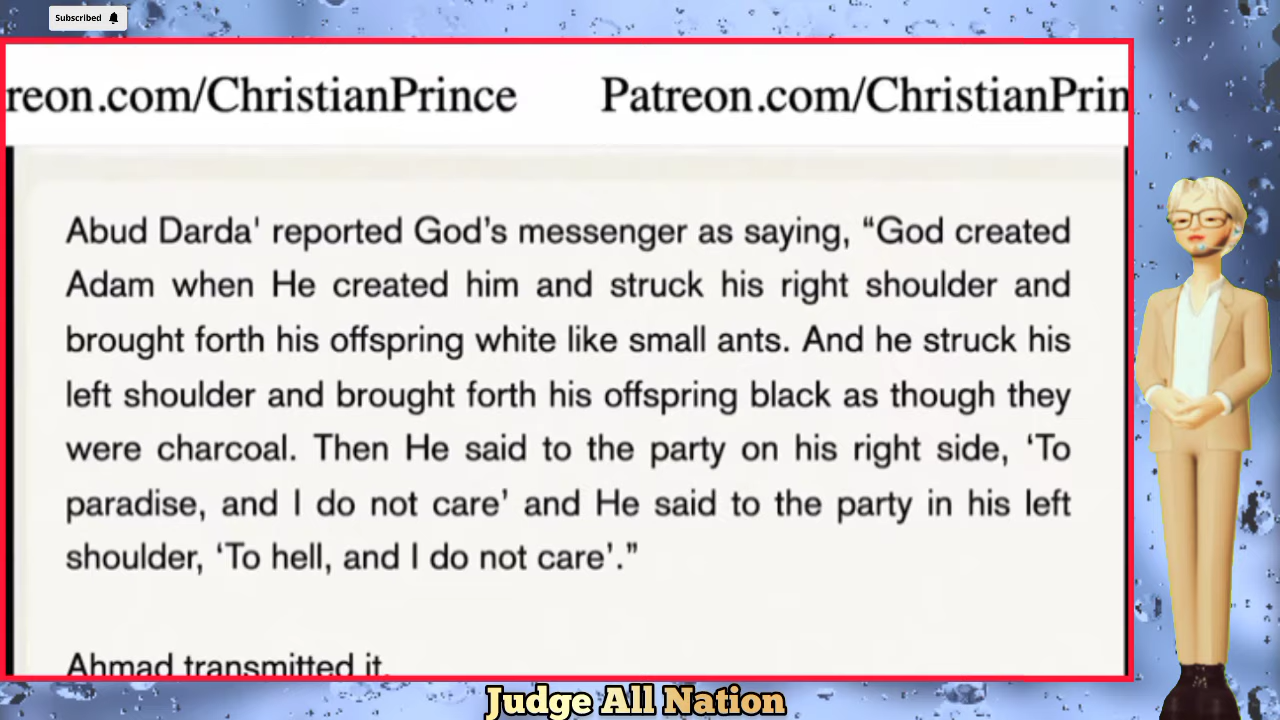 Subscribed
reon.com/ChristianPrince Patreon.com/ChristianPrin
Abud Darda' reported God’s messenger as saying, “God created
Adam when He created him and struck his right shoulder and
brought forth his offspring white like small ants. And he struck his
left shoulder and brought forth his offspring black as though they
were charcoal. Then He said to the party on his right side, ‘To
paradise, and I do not care’ and He said to the party in his left
shoulder, ‘To hell, and I do not care’.”
Ahmad transmitted it.
Judge All Nation